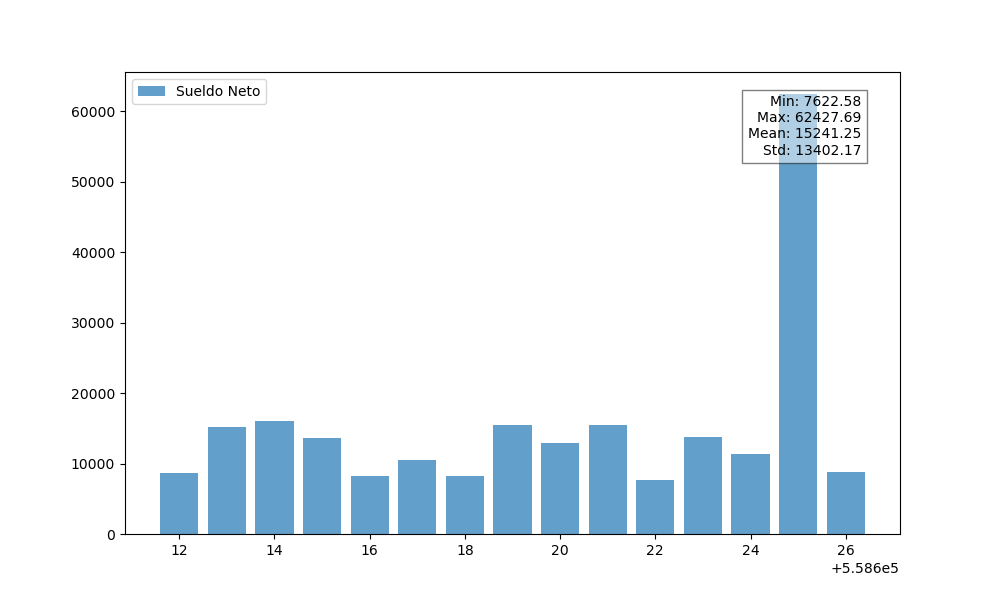 Sueldo Neto
Min: 7622.58
Max: 62427.69
Mean: 15241.25
Std: 13402.17
60000
50000
40000
30000
20000
10000
0
12 14 16 18 20 22 24 26
+5.586e5